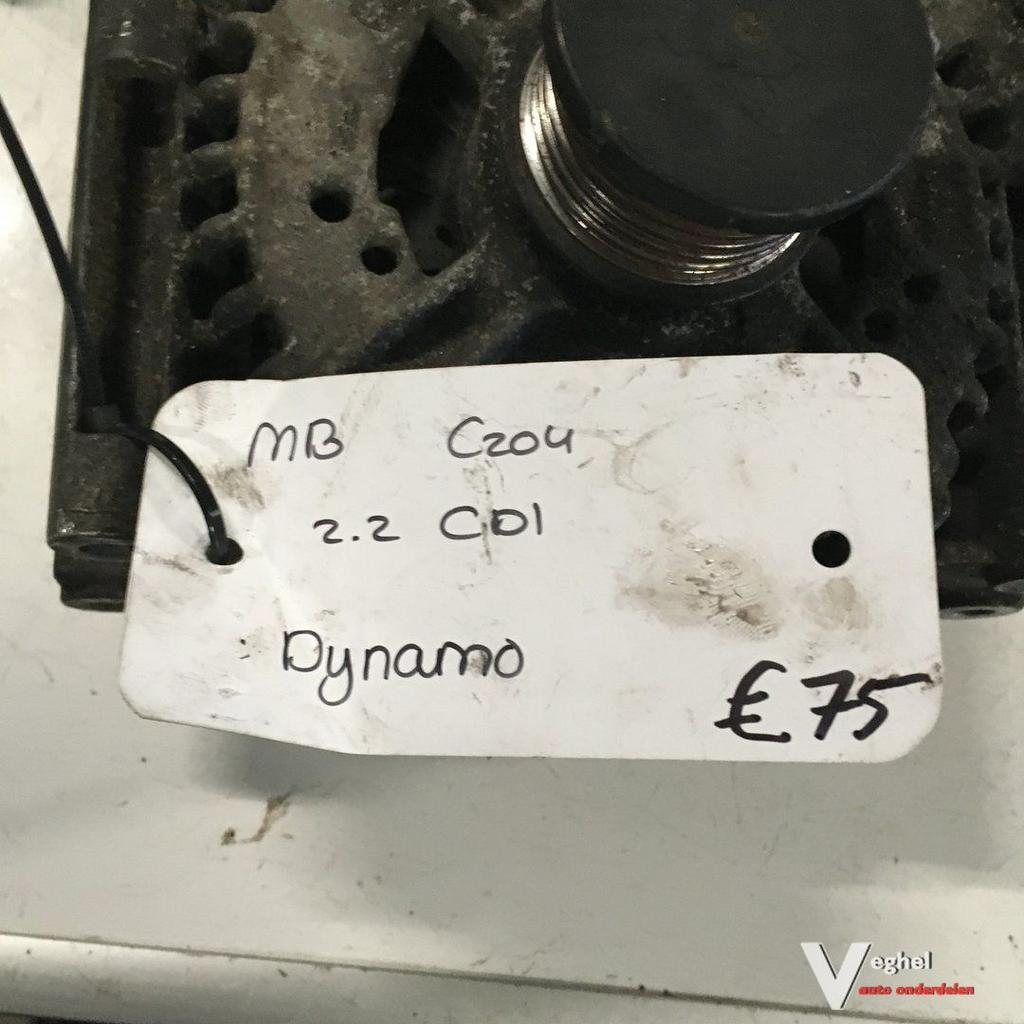 MB C204
2.2 CDI
Dynamo
€75
Veghel
auto onderdelen